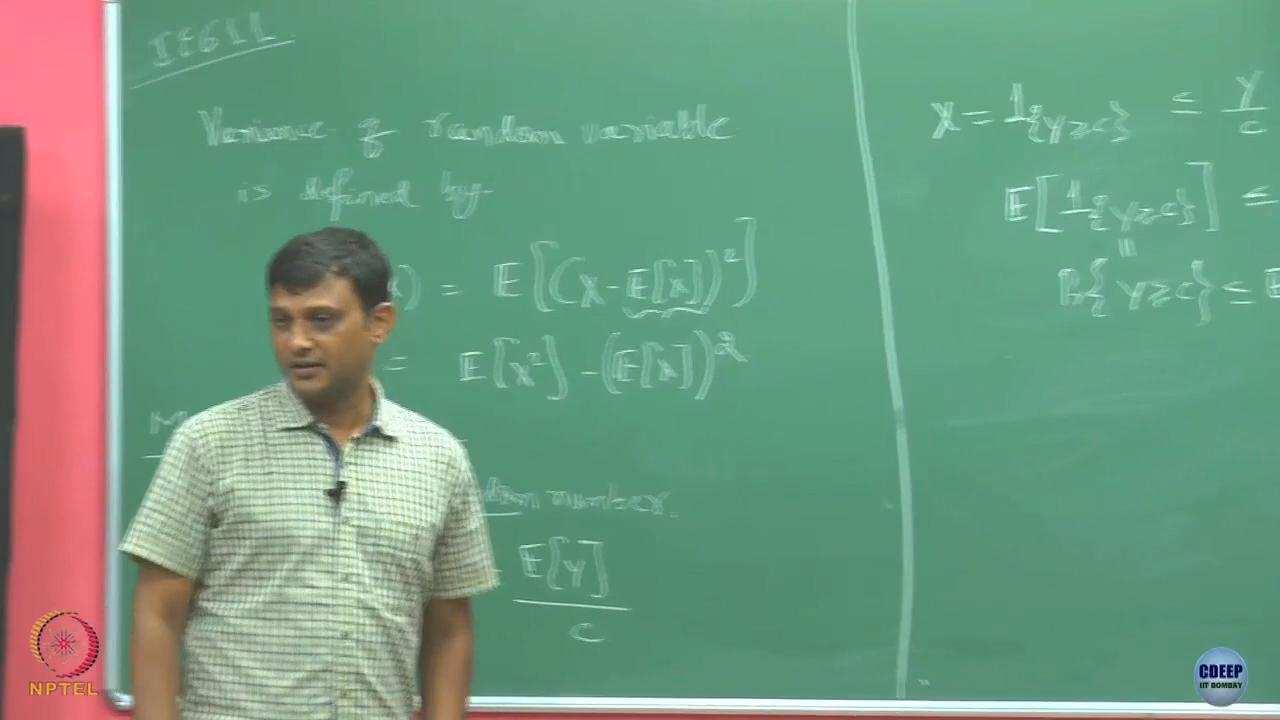 IE611
Variance of random variable
is defined by
) = E[(X - E[X])²]
= E[X²] - (E[X])²
M
dom number.
E[Y]
c
X = 1{Y≥c} ≤ Y/c
E[1{Y≥c}] ≤
P{Y≥c} ≤ E
NPTEL
CDEEP
IIT BOMBAY